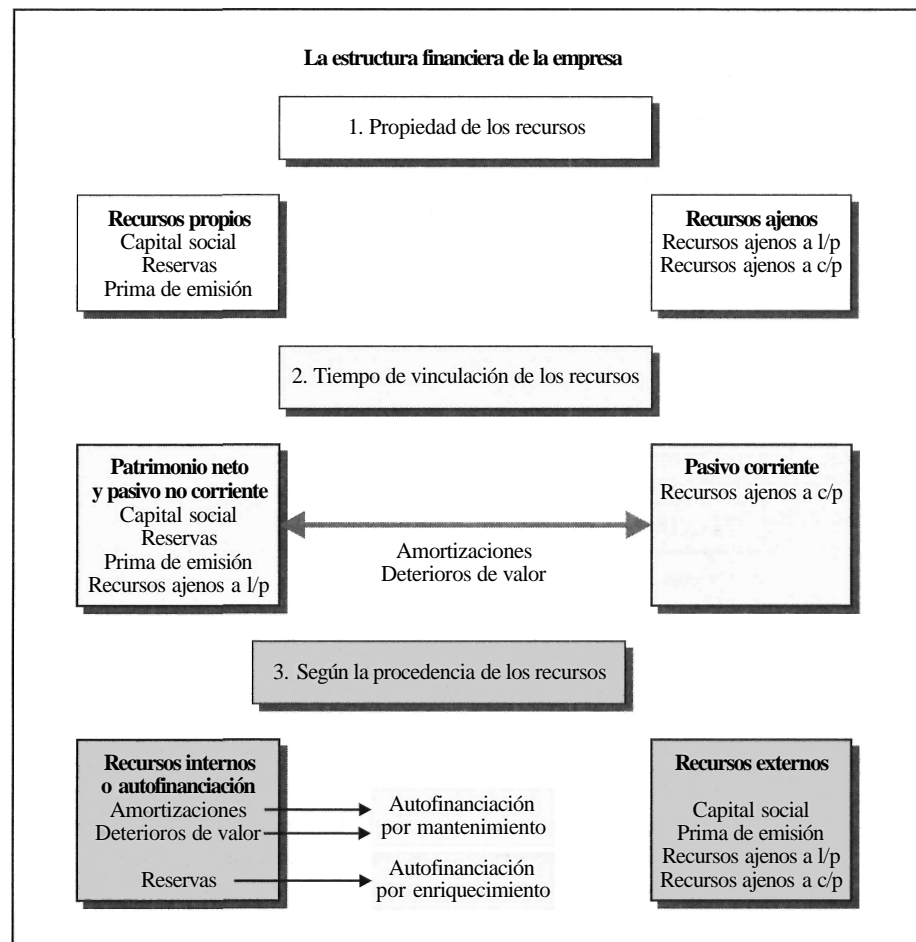 La estructura financiera de la empresa
1. Propiedad de los recursos
Recursos propios
Capital social
Reservas
Prima de emisión
Recursos ajenos
Recursos ajenos a l/p
Recursos ajenos a c/p
2. Tiempo de vinculación de los recursos
Patrimonio neto
y pasivo no corriente
Capital social
Reservas
Prima de emisión
Recursos ajenos a l/p
Amortizaciones
Deterioros de valor
Pasivo corriente
Recursos ajenos a c/p
3. Según la procedencia de los recursos
Recursos internos
o autofinanciación
Amortizaciones
Deterioros de valor
Reservas
Autofinanciación
por mantenimiento
Autofinanciación
por enriquecimiento
Recursos externos
Capital social
Prima de emisión
Recursos ajenos a l/p
Recursos ajenos a c/p